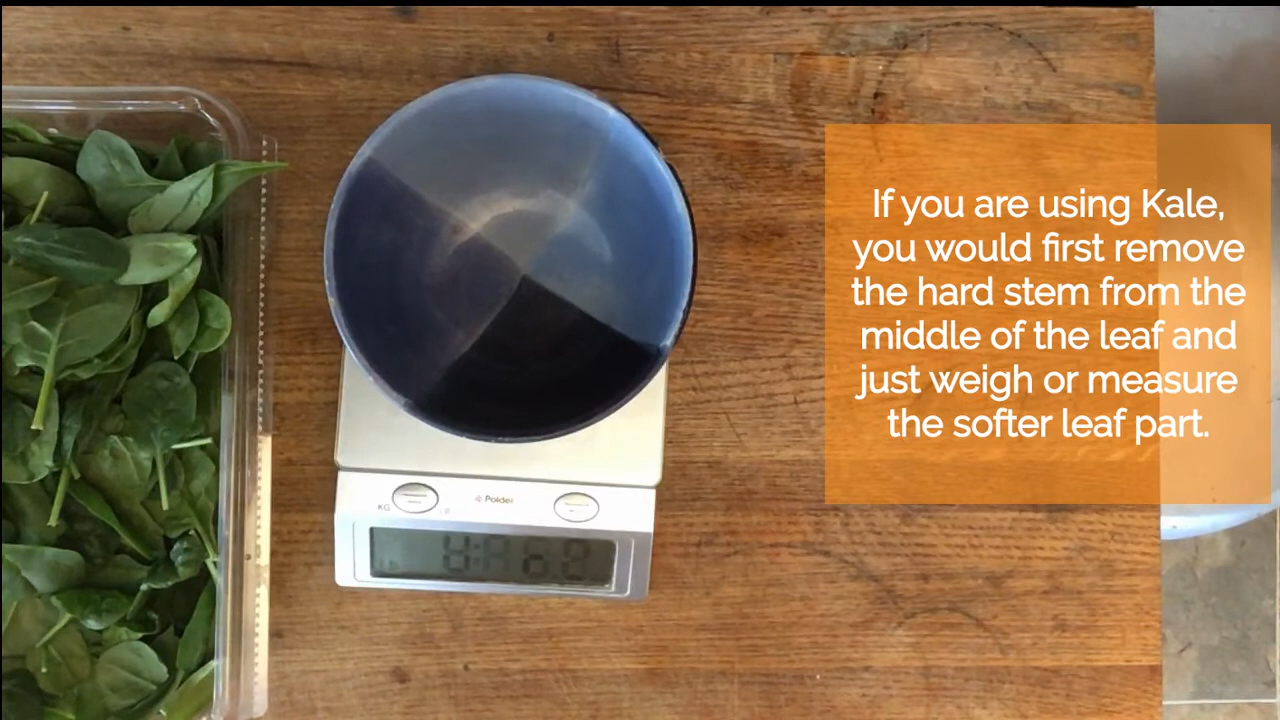 If you are using Kale,
you would first remove
the hard stem from the
middle of the leaf and
just weigh or measure
the softer leaf part.
Polder
KG